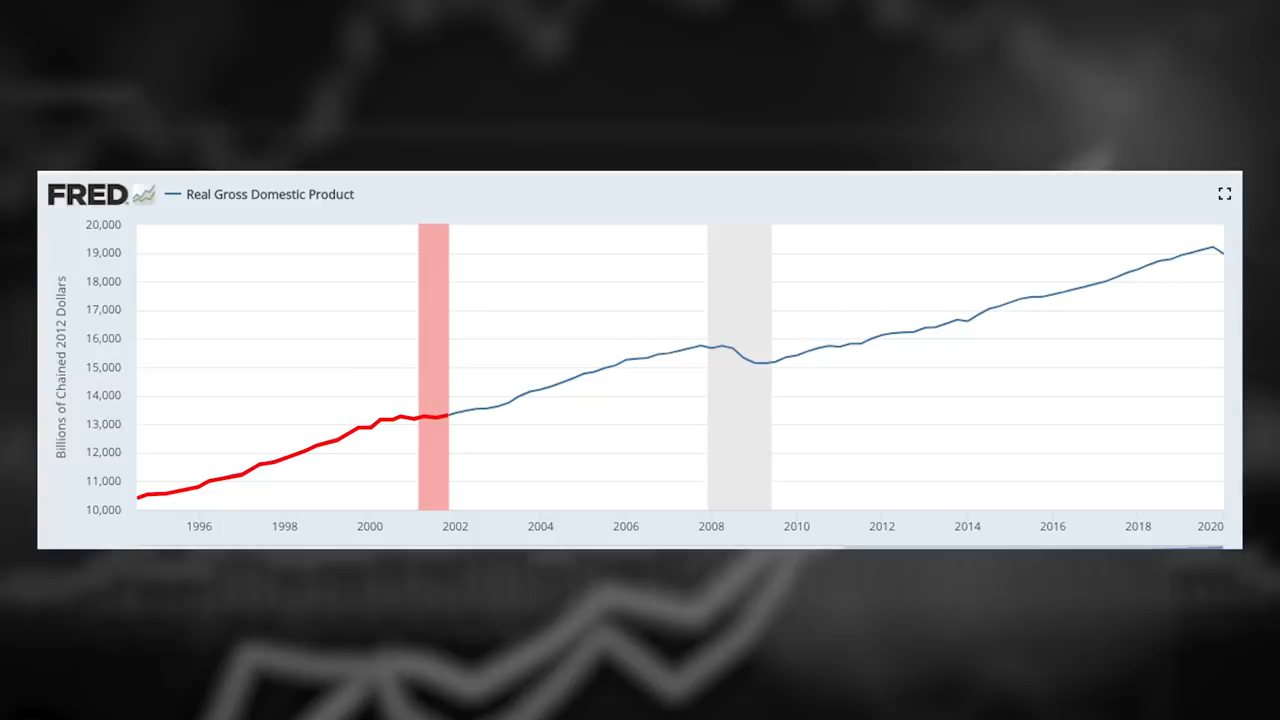 FRED
Real Gross Domestic Product
Billions of Chained 2012 Dollars
20,000
19,000
18,000
17,000
16,000
15,000
14,000
13,000
12,000
11,000
10,000
1996 1998 2000 2002 2004 2006 2008 2010 2012 2014 2016 2018 2020